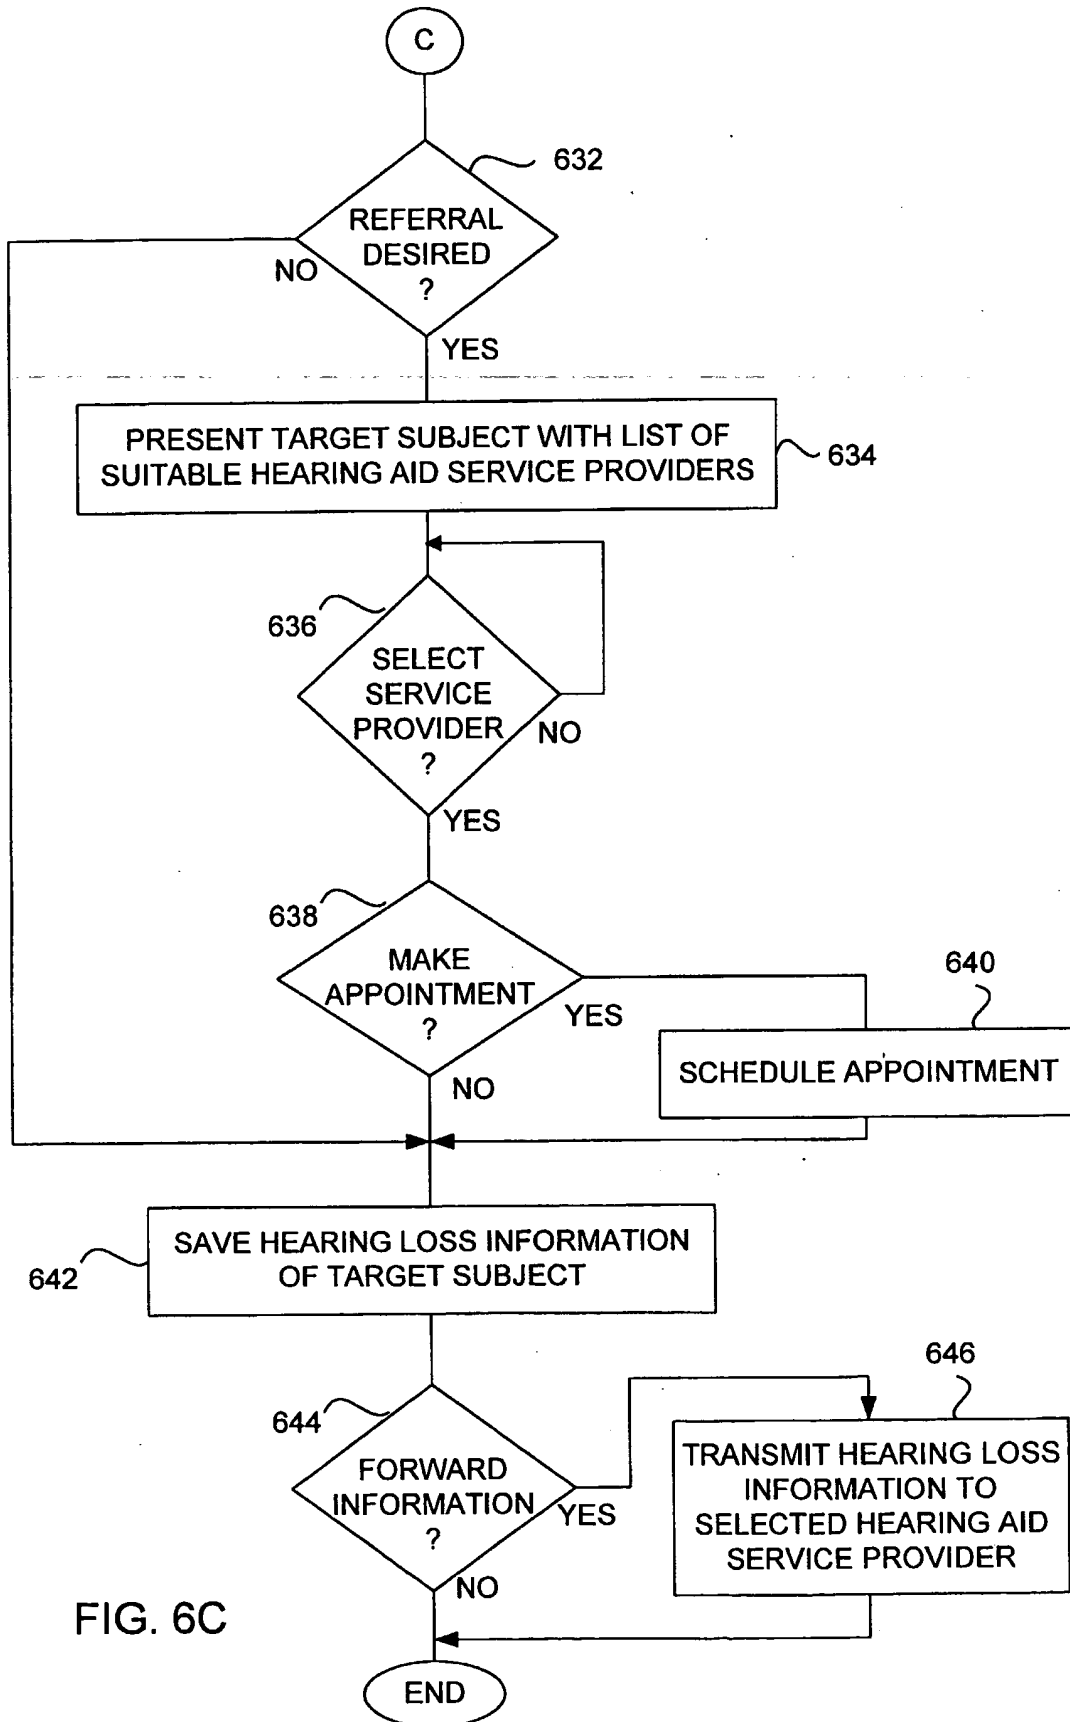 C
632
REFERRAL
DESIRED
?
NO
YES
PRESENT TARGET SUBJECT WITH LIST OF
SUITABLE HEARING AID SERVICE PROVIDERS
634
636
SELECT
SERVICE
PROVIDER
?
NO
YES
638
MAKE
APPOINTMENT
?
YES
NO
640
SCHEDULE APPOINTMENT
SAVE HEARING LOSS INFORMATION
OF TARGET SUBJECT
642
644
FORWARD
INFORMATION
?
YES
NO
646
TRANSMIT HEARING LOSS
INFORMATION TO
SELECTED HEARING AID
SERVICE PROVIDER
FIG. 6C
END